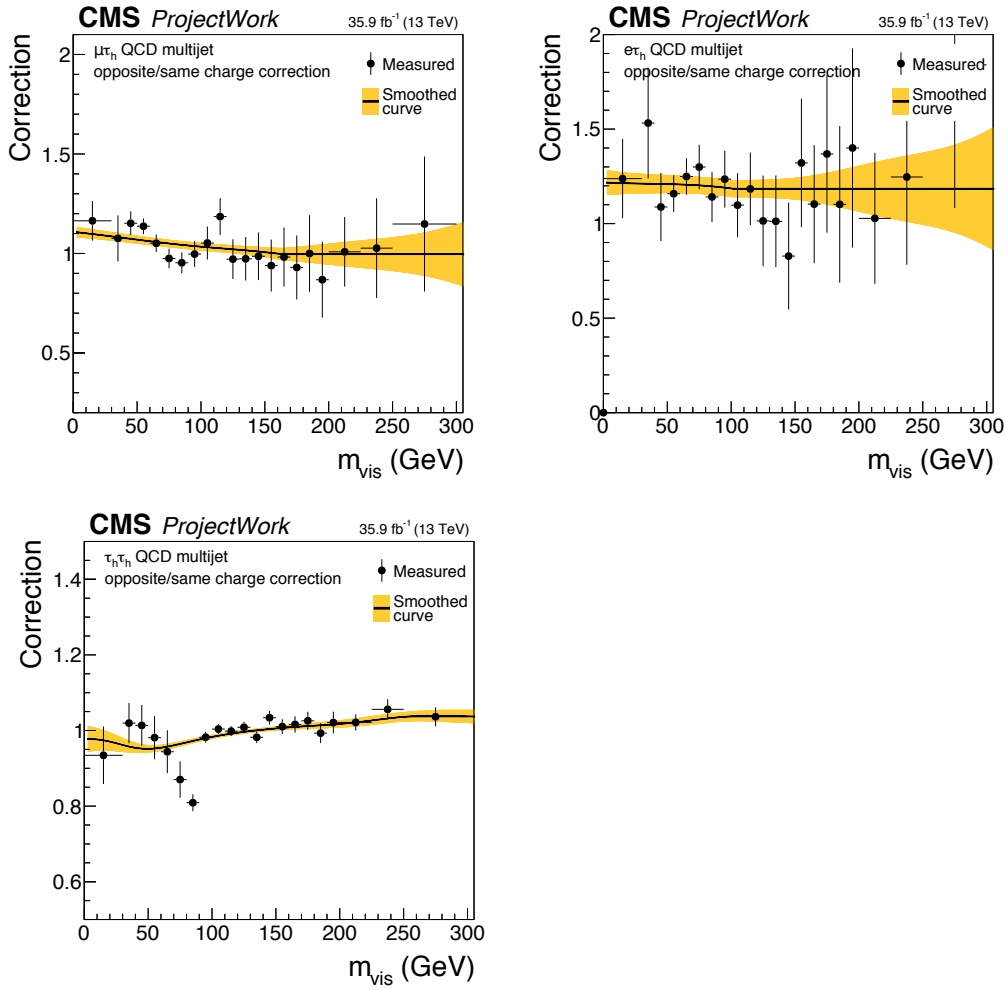 CMS ProjectWork 35.9 fb⁻¹ (13 TeV)
μτₕ QCD multijet
opposite/same charge correction
Measured
Smoothed
curve
Correction
2
1.5
1
0.5
0 50 100 150 200 250 300
m_vis (GeV)
CMS ProjectWork 35.9 fb⁻¹ (13 TeV)
eτₕ QCD multijet
opposite/same charge correction
Measured
Smoothed
curve
Correction
2
1.5
1
0.5
0
0 50 100 150 200 250 300
m_vis (GeV)
CMS ProjectWork 35.9 fb⁻¹ (13 TeV)
τₕτₕ QCD multijet
opposite/same charge correction
Measured
Smoothed
curve
Correction
1.4
1.2
1
0.8
0.6
0 50 100 150 200 250 300
m_vis (GeV)